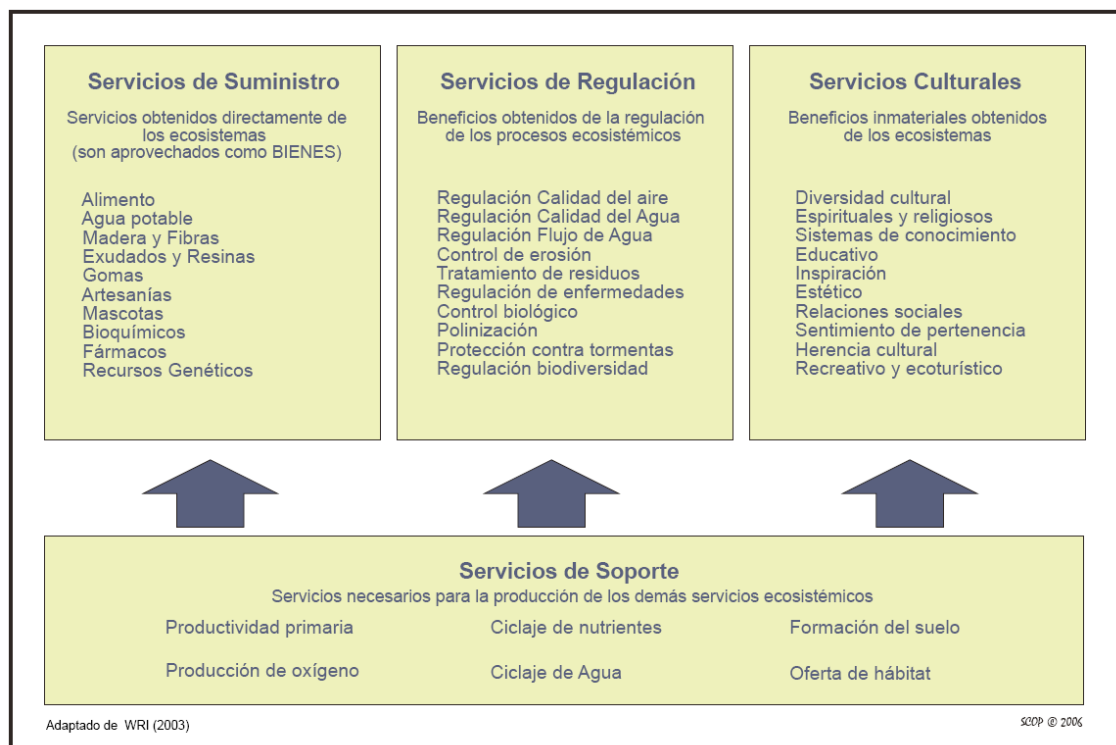 Servicios de Suministro
Servicios obtenidos directamente de
los ecosistemas
(son aprovechados como BIENES)
Alimento
Agua potable
Madera y Fibras
Exudados y Resinas
Gomas
Artesanías
Mascotas
Bioquímicos
Fármacos
Recursos Genéticos
Servicios de Regulación
Beneficios obtenidos de la regulación
de los procesos ecosistémicos
Regulación Calidad del aire
Regulación Calidad del Agua
Regulación Flujo de Agua
Control de erosión
Tratamiento de residuos
Regulación de enfermedades
Control biológico
Polinización
Protección contra tormentas
Regulación biodiversidad
Servicios Culturales
Beneficios inmateriales obtenidos
de los ecosistemas
Diversidad cultural
Espirituales y religiosos
Sistemas de conocimiento
Educativo
Inspiración
Estético
Relaciones sociales
Sentimiento de pertenencia
Herencia cultural
Recreativo y ecoturístico
Servicios de Soporte
Servicios necesarios para la producción de los demás servicios ecosistémicos
Productividad primaria
Ciclaje de nutrientes
Formación del suelo
Producción de oxígeno
Ciclaje de Agua
Oferta de hábitat
Adaptado de WRI (2003)
SCOP @ 2006